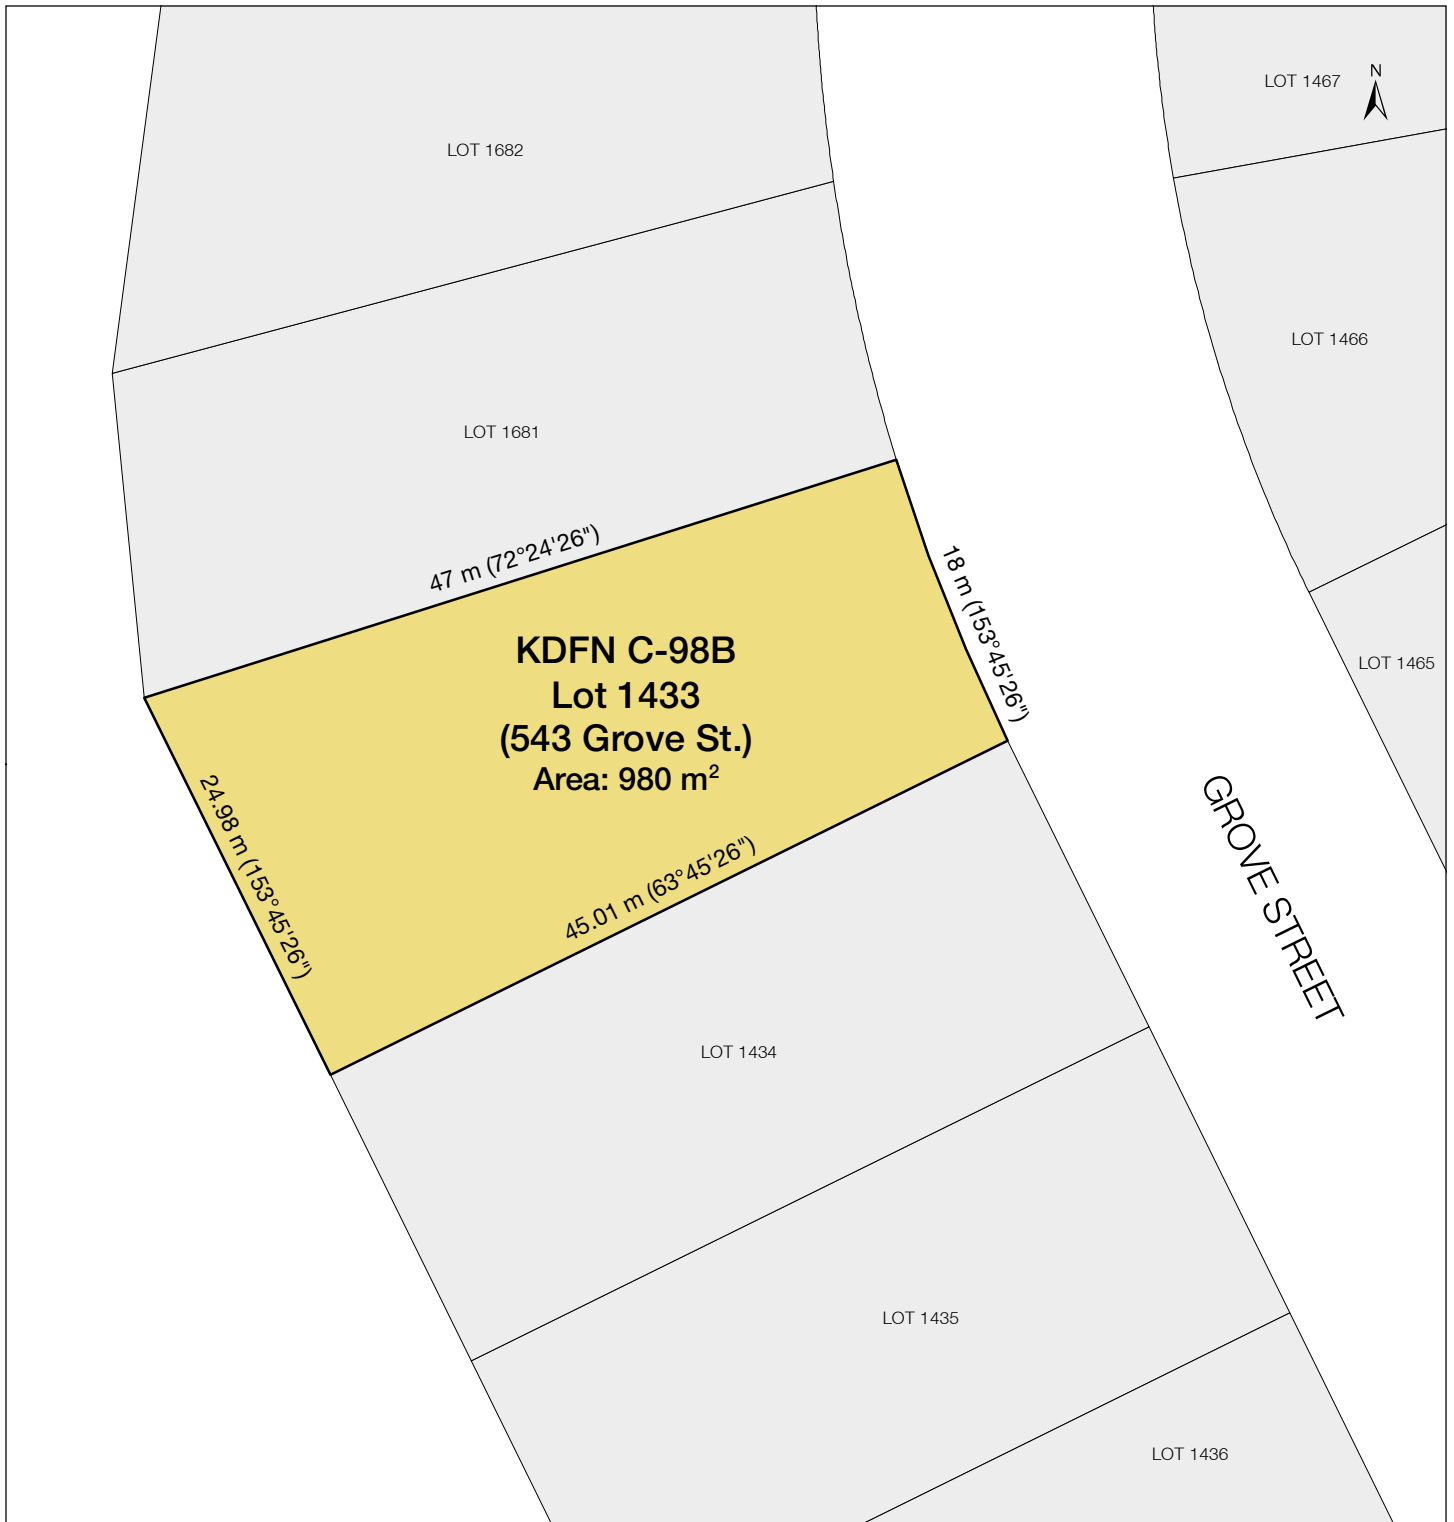 LOT 1467
N
LOT 1682
LOT 1466
LOT 1681
47 m (72°24'26")
18 m (153°45'26")
KDFN C-98B
Lot 1433
(543 Grove St.)
Area: 980 m²
LOT 1465
24.98 m (153°45'26")
45.01 m (63°45'26")
GROVE STREET
LOT 1434
LOT 1435
LOT 1436